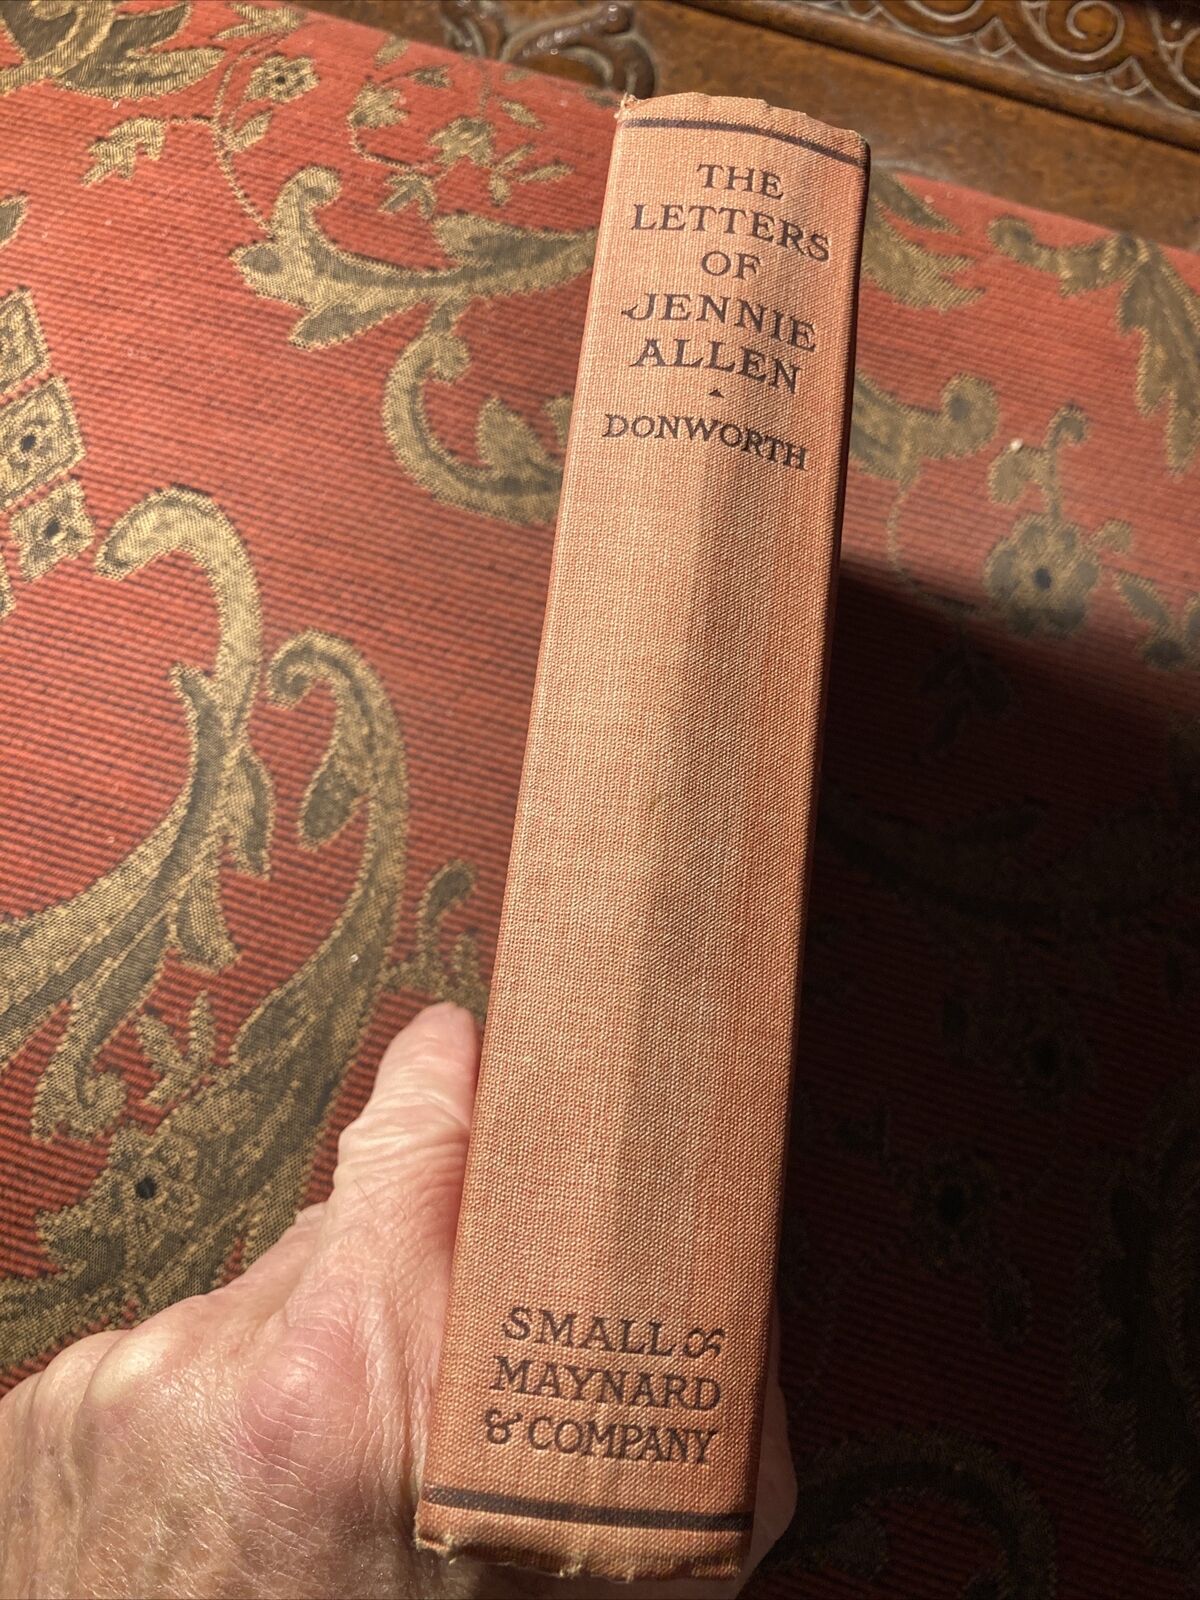 THE
LETTERS
OF
JENNIE
ALLEN
DONWORTH
SMALL &
MAYNARD
& COMPANY